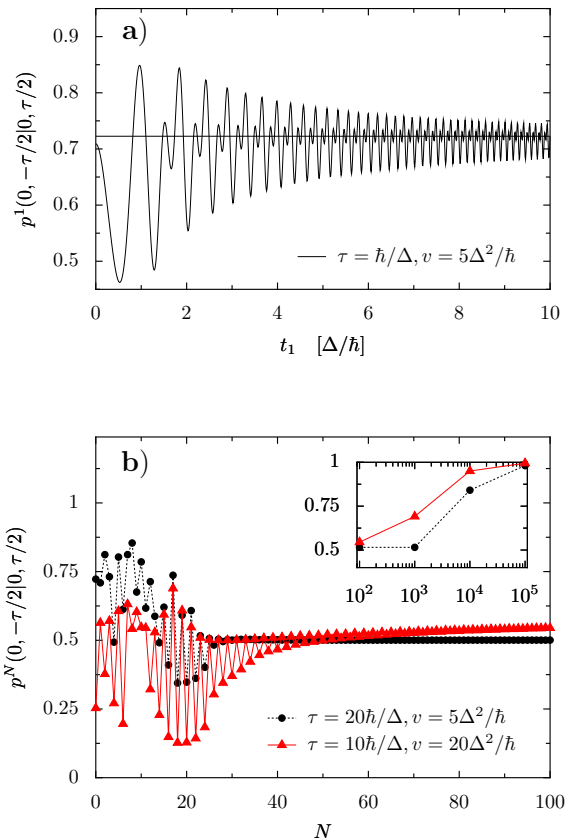 a)
0.9
0.8
0.7
0.6
0.5
p^1(0, −τ/2|0, τ/2)
τ = ħ/Δ, v = 5Δ²/ħ
0 2 4 6 8 10
t₁ [Δ/ħ]
b)
1
0.75
0.5
0.25
0
p^N(0, −τ/2|0, τ/2)
1
0.75
0.5
10² 10³ 10⁴ 10⁵
τ = 20ħ/Δ, v = 5Δ²/ħ
τ = 10ħ/Δ, v = 20Δ²/ħ
0 20 40 60 80 100
N